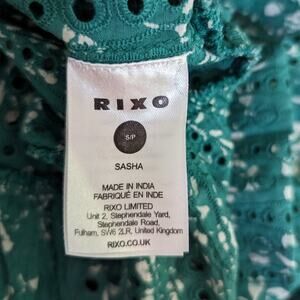 RIXO
S/P
SASHA
MADE IN INDIA
FABRIQUÉ EN INDE
RIXO LIMITED
Unit 2, Stephendale Yard,
Stephendale Road,
Fulham, SW6 2LR, United Kingdom
RIXO.CO.UK